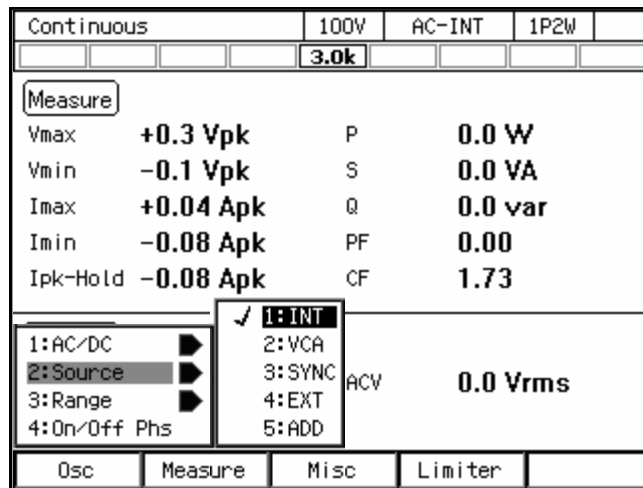 Continuous 100V AC-INT 1P2W
3.0k
Measure
Vmax +0.3 Vpk P 0.0 W
Vmin -0.1 Vpk S 0.0 VA
Imax +0.04 Apk Q 0.0 var
Imin -0.08 Apk PF 0.00
Ipk-Hold -0.08 Apk CF 1.73
✓ 1:INT
1:AC/DC 2:VCA
2:Source 3:SYNC ACV 0.0 Vrms
3:Range 4:EXT
4:On/Off Phs 5:ADD
Osc Measure Misc Limiter